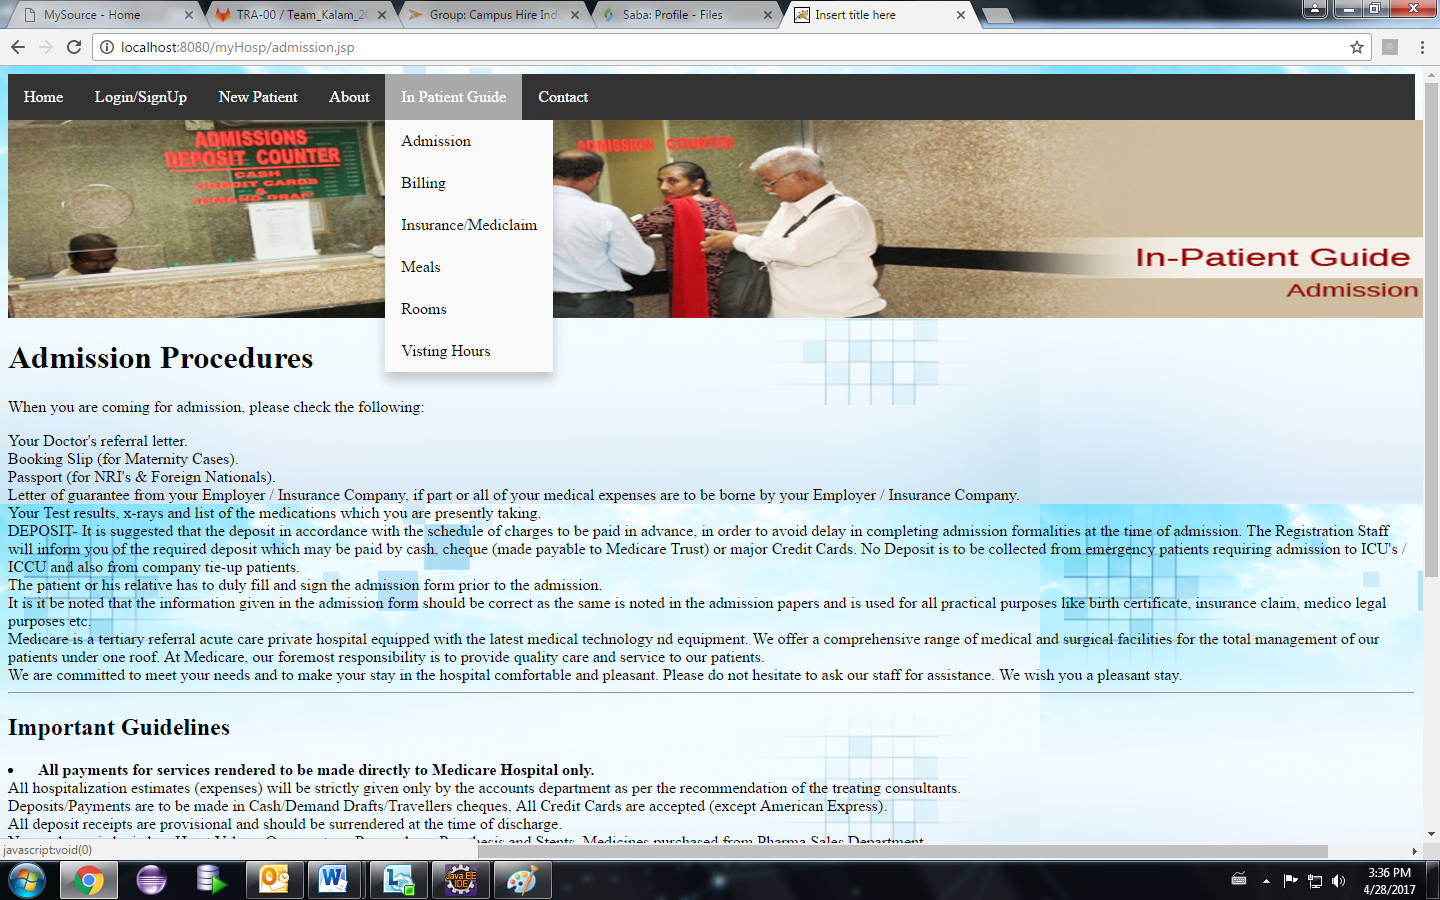 MySource - Home
TRA-00 / Team_Kalam_20
Group: Campus Hire Indu
Saba: Profile - Files
Insert title here
localhost:8080/myHosp/admission.jsp
Home Login/SignUp New Patient About In Patient Guide Contact
Admission
Billing
Insurance/Mediclaim
Meals
Rooms
Visting Hours
ADMISSIONS
DEPOSIT COUNTER
CASH
CREDIT CARDS
&
DEMAND DRAF
ADMISSION COUNTER
In-Patient Guide
Admission
Admission Procedures
When you are coming for admission, please check the following:
Your Doctor's referral letter.
Booking Slip (for Maternity Cases).
Passport (for NRI's & Foreign Nationals).
Letter of guarantee from your Employer / Insurance Company, if part or all of your medical expenses are to be borne by your Employer / Insurance Company.
Your Test results, x-rays and list of the medications which you are presently taking.
DEPOSIT- It is suggested that the deposit in accordance with the schedule of charges to be paid in advance, in order to avoid delay in completing admission formalities at the time of admission. The Registration Staff
will inform you of the required deposit which may be paid by cash, cheque (made payable to Medicare Trust) or major Credit Cards. No Deposit is to be collected from emergency patients requiring admission to ICU's /
ICCU and also from company tie-up patients.
The patient or his relative has to duly fill and sign the admission form prior to the admission.
It is it be noted that the information given in the admission form should be correct as the same is noted in the admission papers and is used for all practical purposes like birth certificate, insurance claim, medico legal
purposes etc.
Medicare is a tertiary referral acute care private hospital equipped with the latest medical technology nd equipment. We offer a comprehensive range of medical and surgical facilities for the total management of our
patients under one roof. At Medicare, our foremost responsibility is to provide quality care and service to our patients.
We are committed to meet your needs and to make your stay in the hospital comfortable and pleasant. Please do not hesitate to ask our staff for assistance. We wish you a pleasant stay.
Important Guidelines
• All payments for services rendered to be made directly to Medicare Hospital only.
All hospitalization estimates (expenses) will be strictly given only by the accounts department as per the recommendation of the treating consultants.
Deposits/Payments are to be made in Cash/Demand Drafts/Travellers cheques, All Credit Cards are accepted (except American Express).
All deposit receipts are provisional and should be surrendered at the time of discharge.
Stents, Medicines purchased from Pharma Sales Department
javascript:void(0)
Java EE
IDE
3:36 PM
4/28/2017